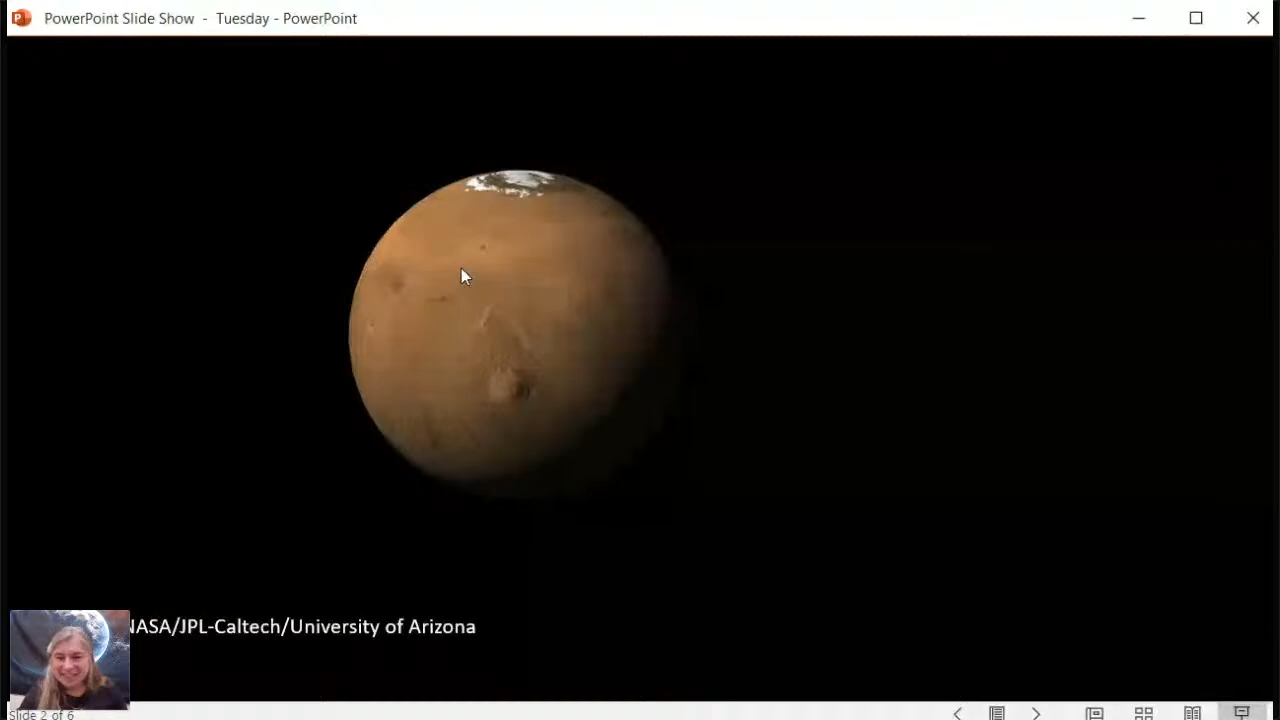 PowerPoint Slide Show - Tuesday - PowerPoint
NASA/JPL-Caltech/University of Arizona
Slide 2 of 6